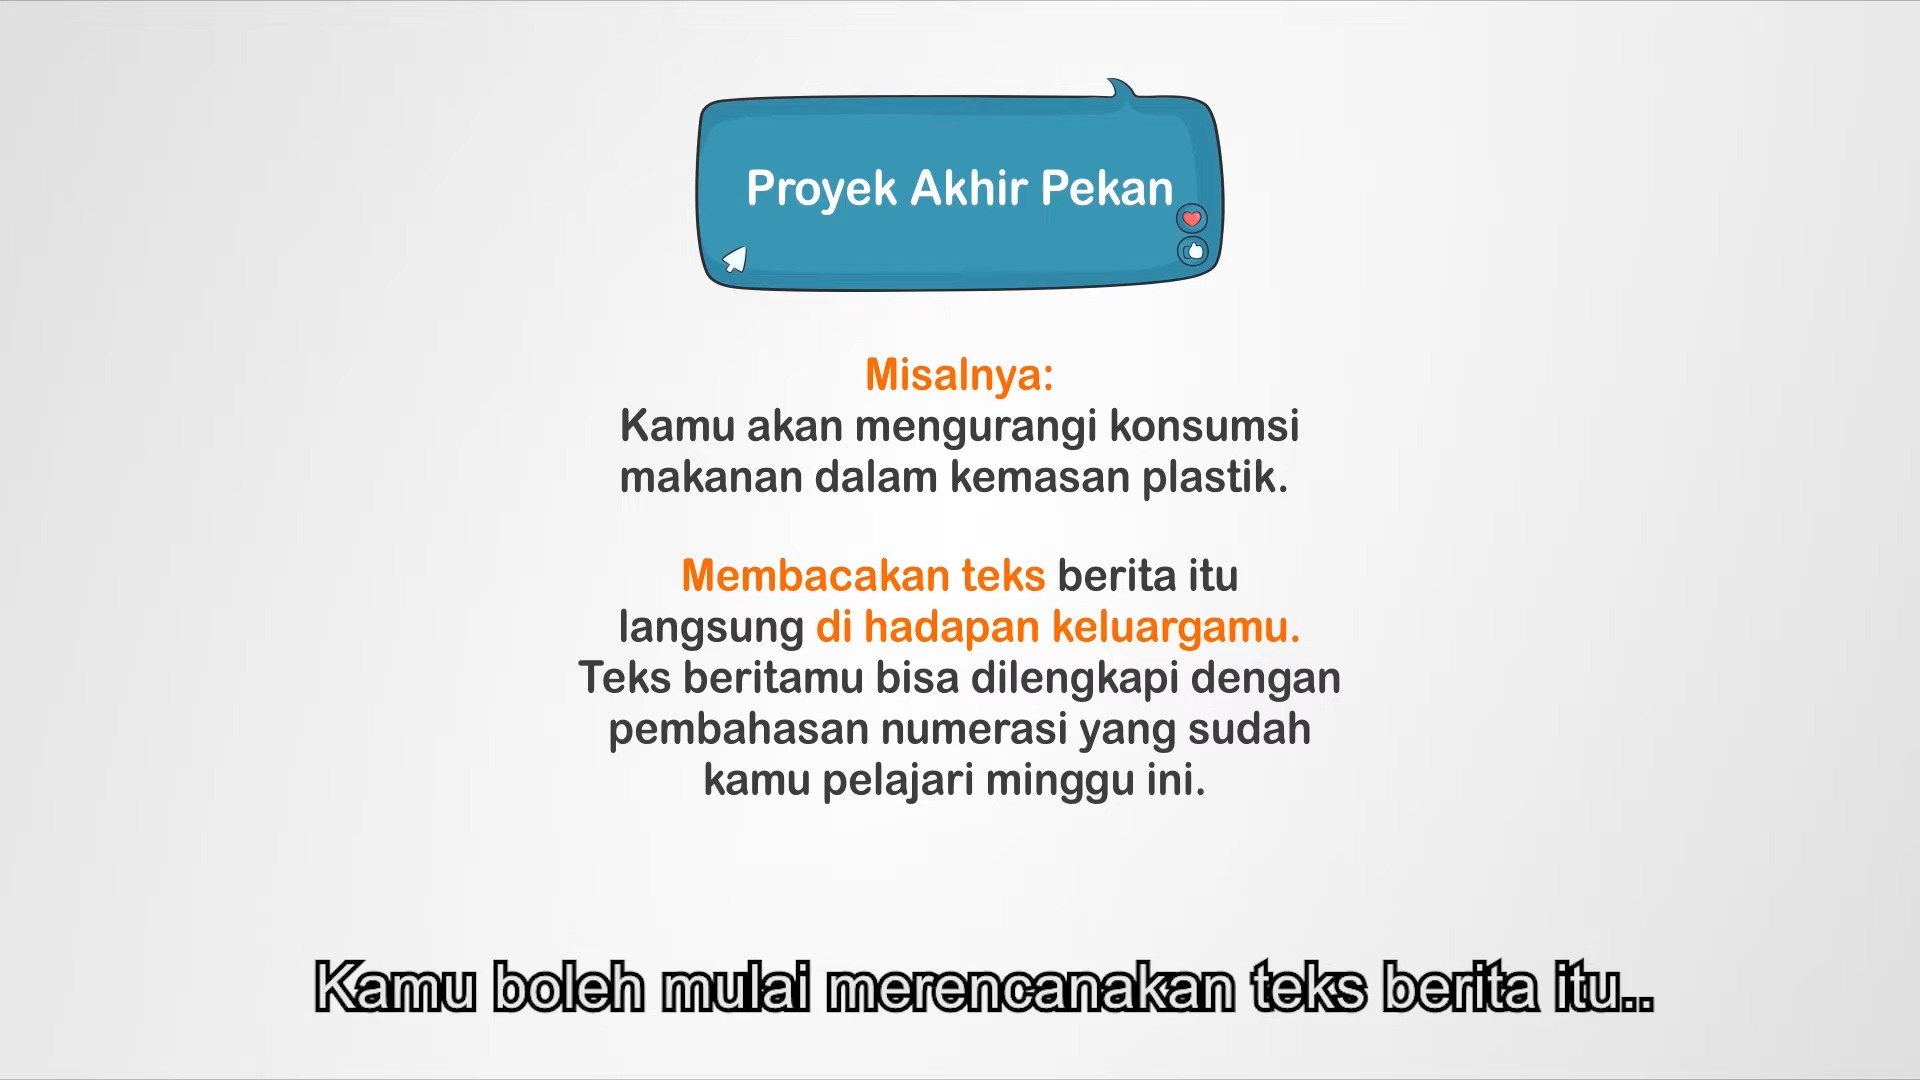 Proyek Akhir Pekan
Misalnya:
Kamu akan mengurangi konsumsi
makanan dalam kemasan plastik.
Membacakan teks berita itu
langsung di hadapan keluargamu.
Teks beritamu bisa dilengkapi dengan
pembahasan numerasi yang sudah
kamu pelajari minggu ini.
Kamu boleh mulai merencanakan teks berita itu..